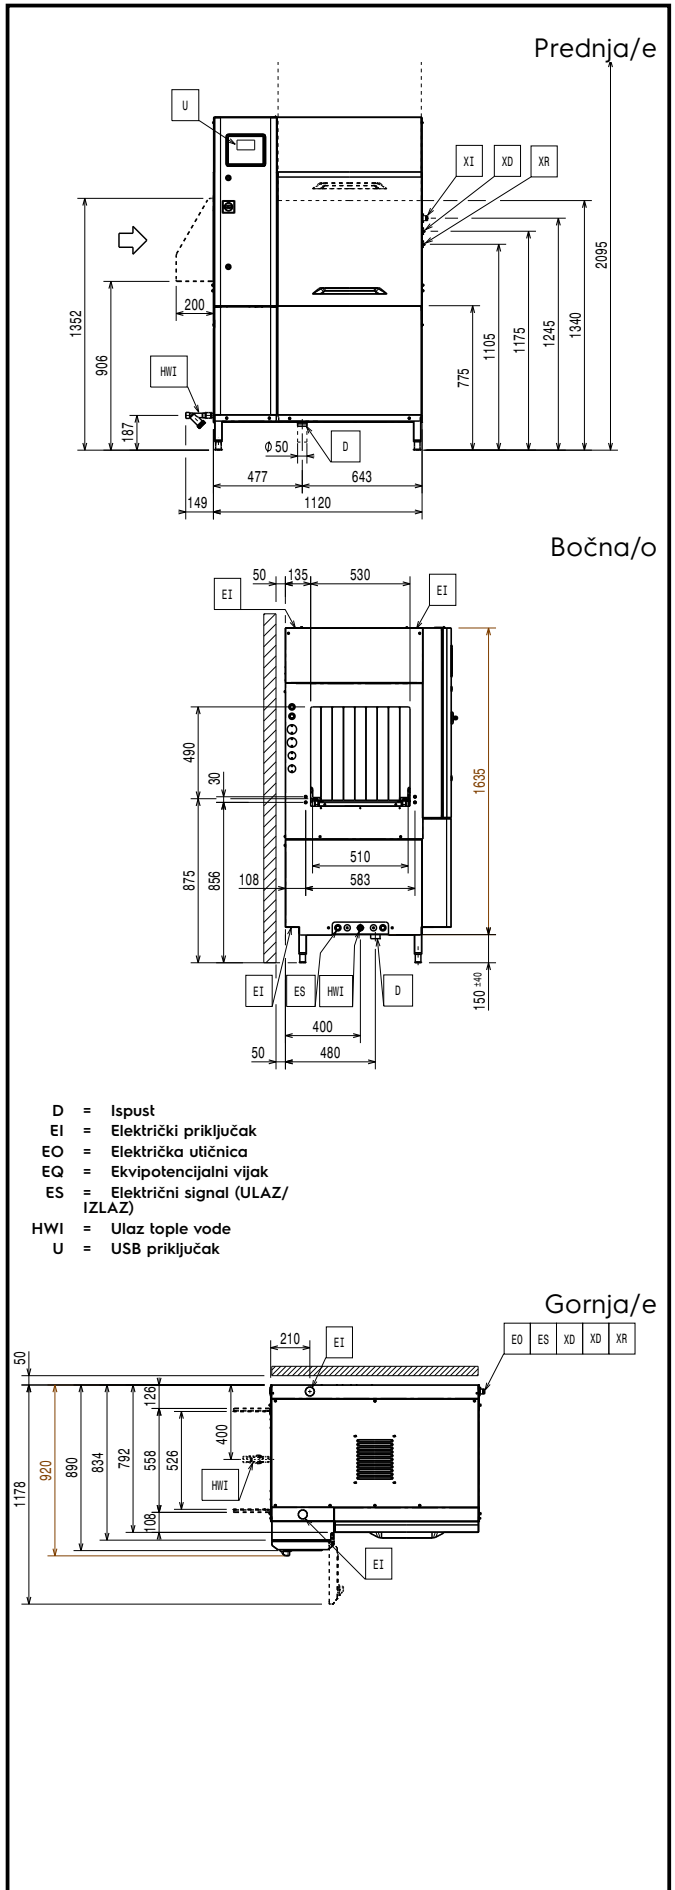 Prednja/e
U
XI
XD
XR
200
1352
906
187
HWI
Φ 50
D
477
643
149
1120
775
1105
1175
1245
1340
2095
Bočna/o
50
135
530
EI
EI
490
30
875
856
1635
510
108
583
EI
ES
HWI
D
150 ±40
400
50
480
D = Ispust
EI = Električki priključak
EO = Električka utičnica
EQ = Ekvipotencijalni vijak
ES = Električni signal (ULAZ/
IZLAZ)
HWI = Ulaz tople vode
U = USB priključak
Gornja/e
210
EI
EO ES XD XD XR
50
1178
920
890
834
792
126
558
108
526
400
HWI
EI